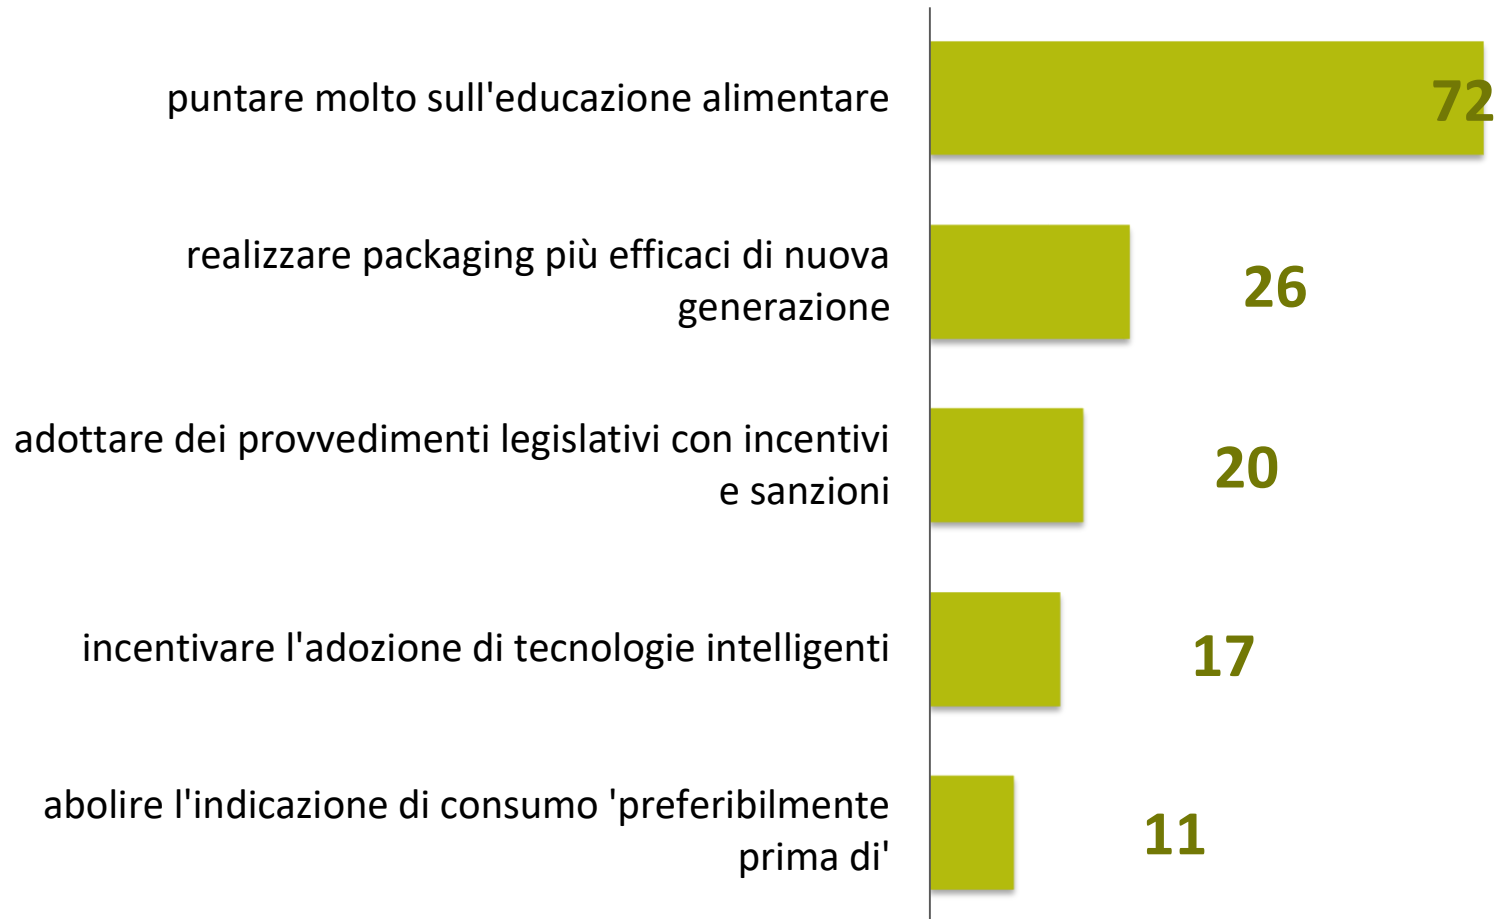 puntare molto sull'educazione alimentare
72
realizzare packaging più efficaci di nuova
generazione
26
adottare dei provvedimenti legislativi con incentivi
e sanzioni
20
incentivare l'adozione di tecnologie intelligenti
17
abolire l'indicazione di consumo 'preferibilmente
prima di'
11